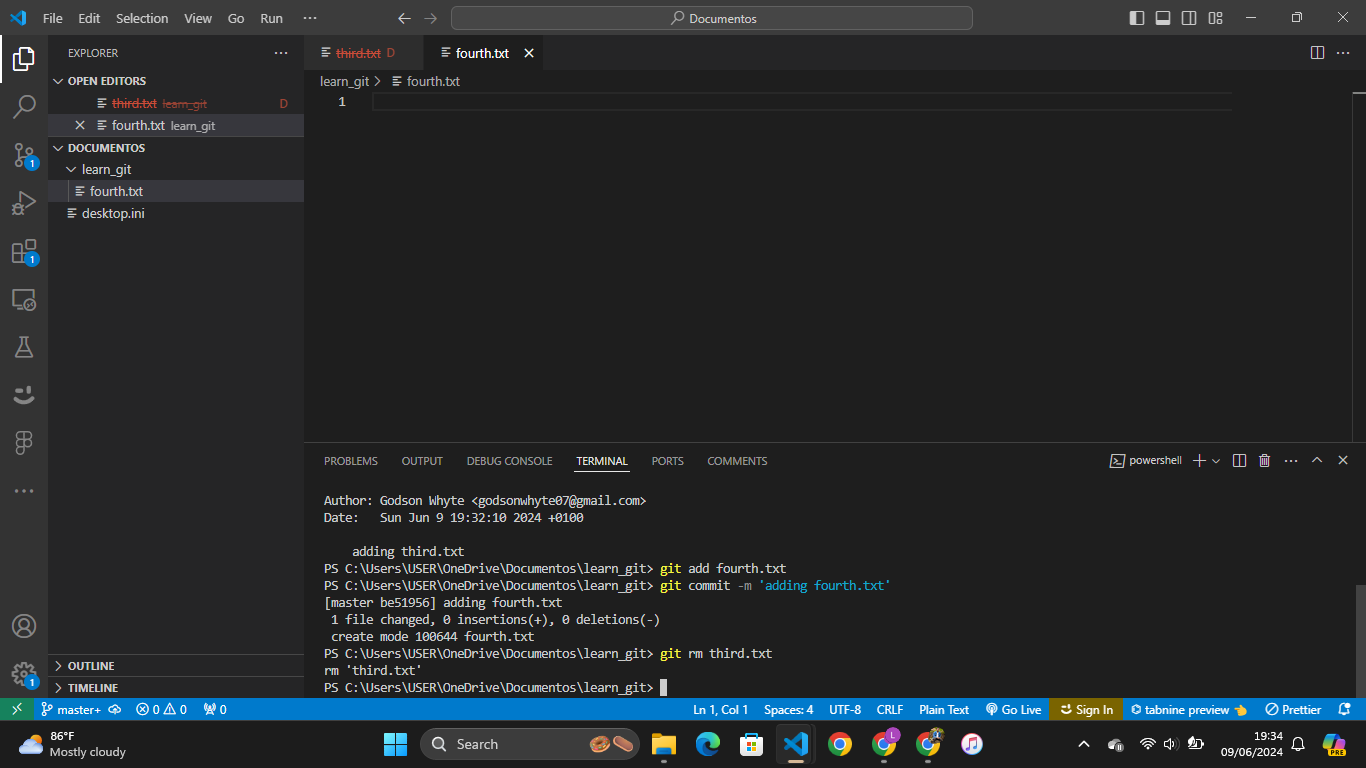 File Edit Selection View Go Run ···
Documentos
EXPLORER
OPEN EDITORS
third.txt learn_git D
fourth.txt learn_git
DOCUMENTOS
learn_git
fourth.txt
desktop.ini
OUTLINE
TIMELINE
1
1
1
third.txt D
fourth.txt
learn_git > fourth.txt
1
PROBLEMS OUTPUT DEBUG CONSOLE TERMINAL PORTS COMMENTS
powershell
Author: Godson Whyte <godsonwhyte07@gmail.com>
Date:   Sun Jun 9 19:32:10 2024 +0100
    adding third.txt
PS C:\Users\USER\OneDrive\Documentos\learn_git> git add fourth.txt
PS C:\Users\USER\OneDrive\Documentos\learn_git> git commit -m 'adding fourth.txt'
[master be51956] adding fourth.txt
 1 file changed, 0 insertions(+), 0 deletions(-)
 create mode 100644 fourth.txt
PS C:\Users\USER\OneDrive\Documentos\learn_git> git rm third.txt
rm 'third.txt'
PS C:\Users\USER\OneDrive\Documentos\learn_git>
master+ 0 0 0 Ln 1, Col 1 Spaces: 4 UTF-8 CRLF Plain Text Go Live Sign In tabnine preview Prettier
86°F
Mostly cloudy
Search
L
19:34
09/06/2024
PRE